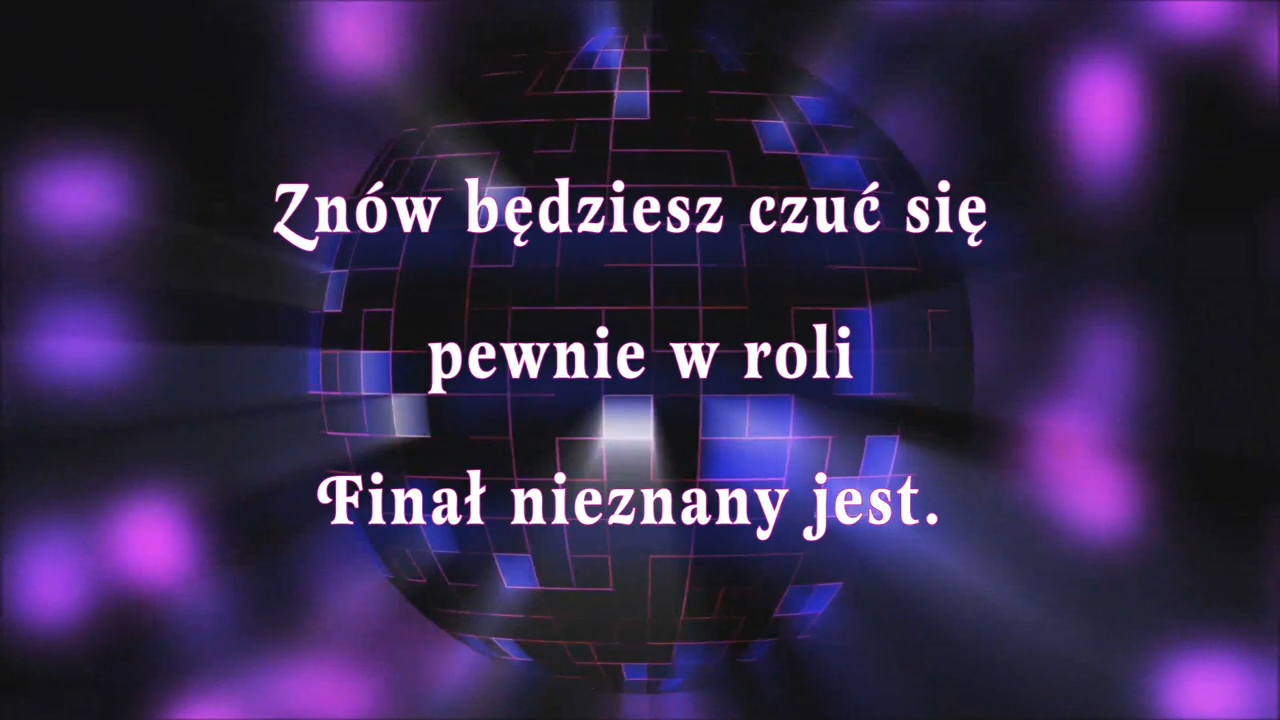 Znów będziesz czuć się
pewnie w roli
Finał nieznany jest.